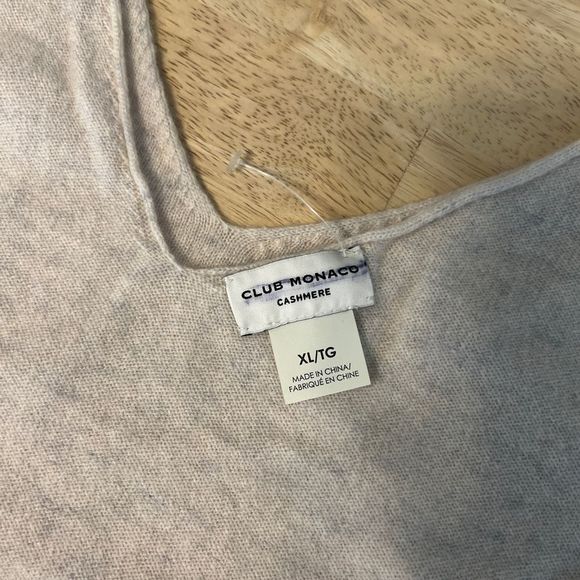 CLUB MONACO
CASHMERE
XL/TG
MADE IN CHINA/
FABRIQUÉ EN CHINE